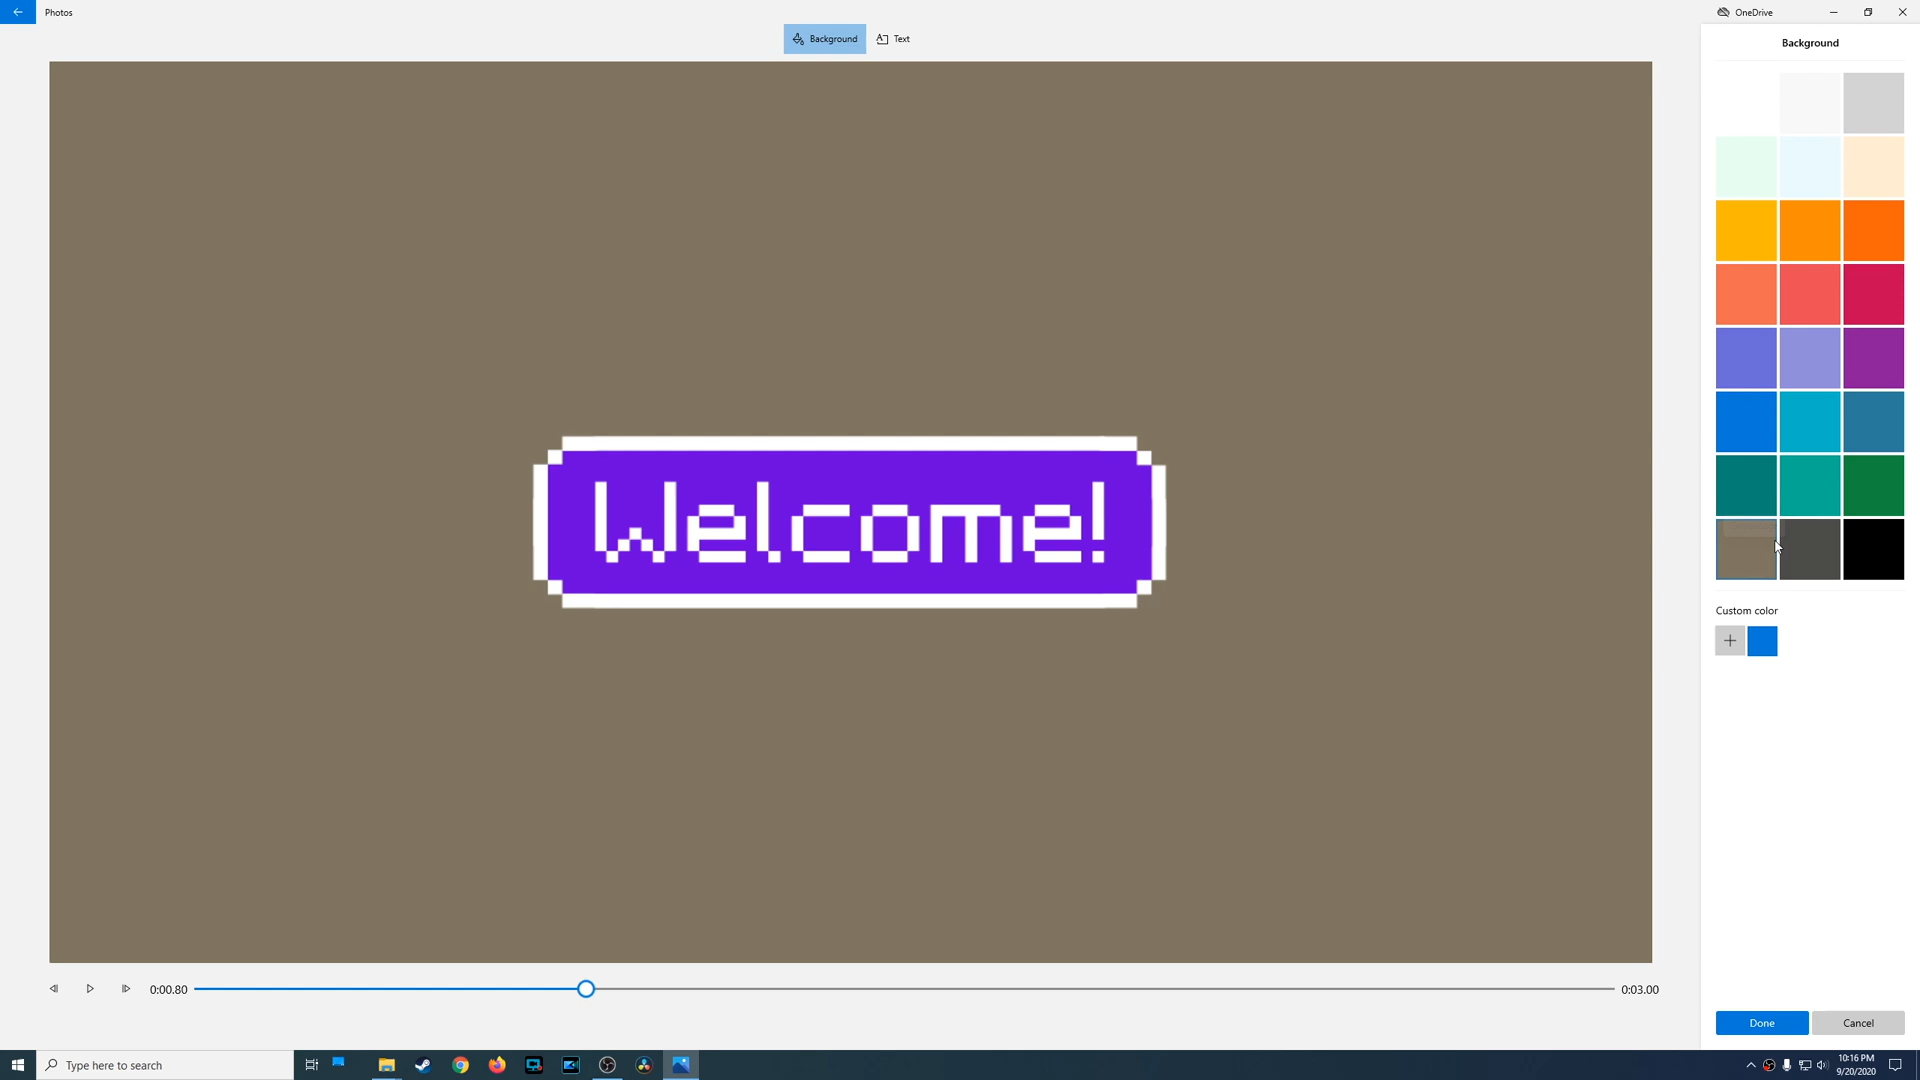 Photos
OneDrive
Background
Text
Background
Welcome!
Custom color
0:00.80
0:03.00
Done
Cancel
Type here to search
10:16 PM
9/20/2020